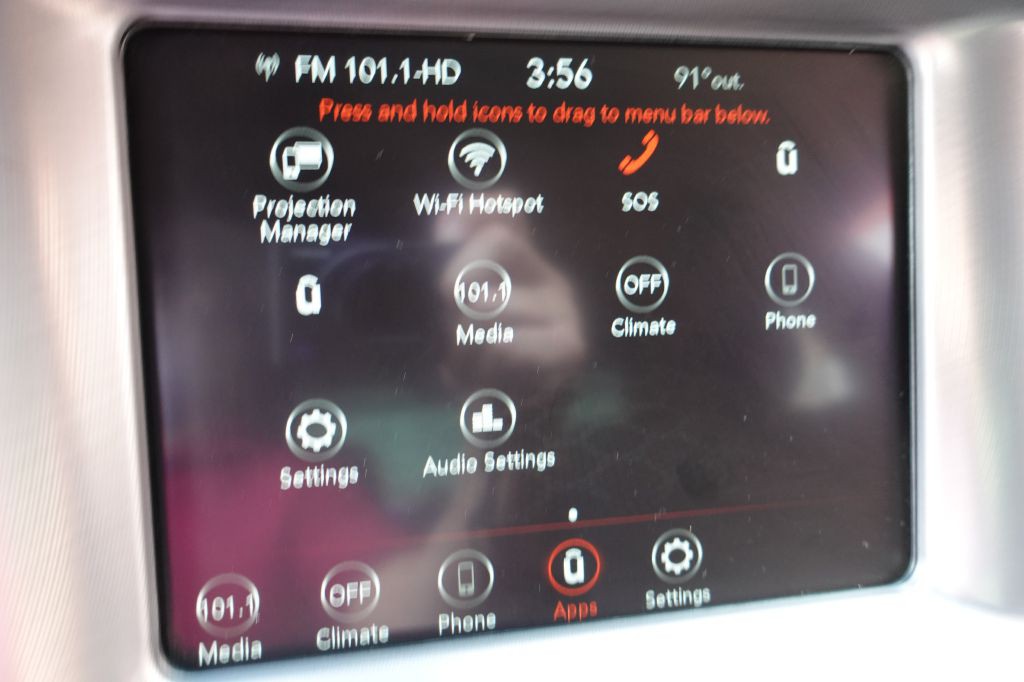 FM 101.1-HD 3:56 91° out.
Press and hold icons to drag to menu bar below.
Projection Manager
Wi-Fi Hotspot
SOS
101.1
Media
OFF
Climate
Phone
Settings
Audio Settings
101.1
Media
OFF
Climate
Phone
Apps
Settings